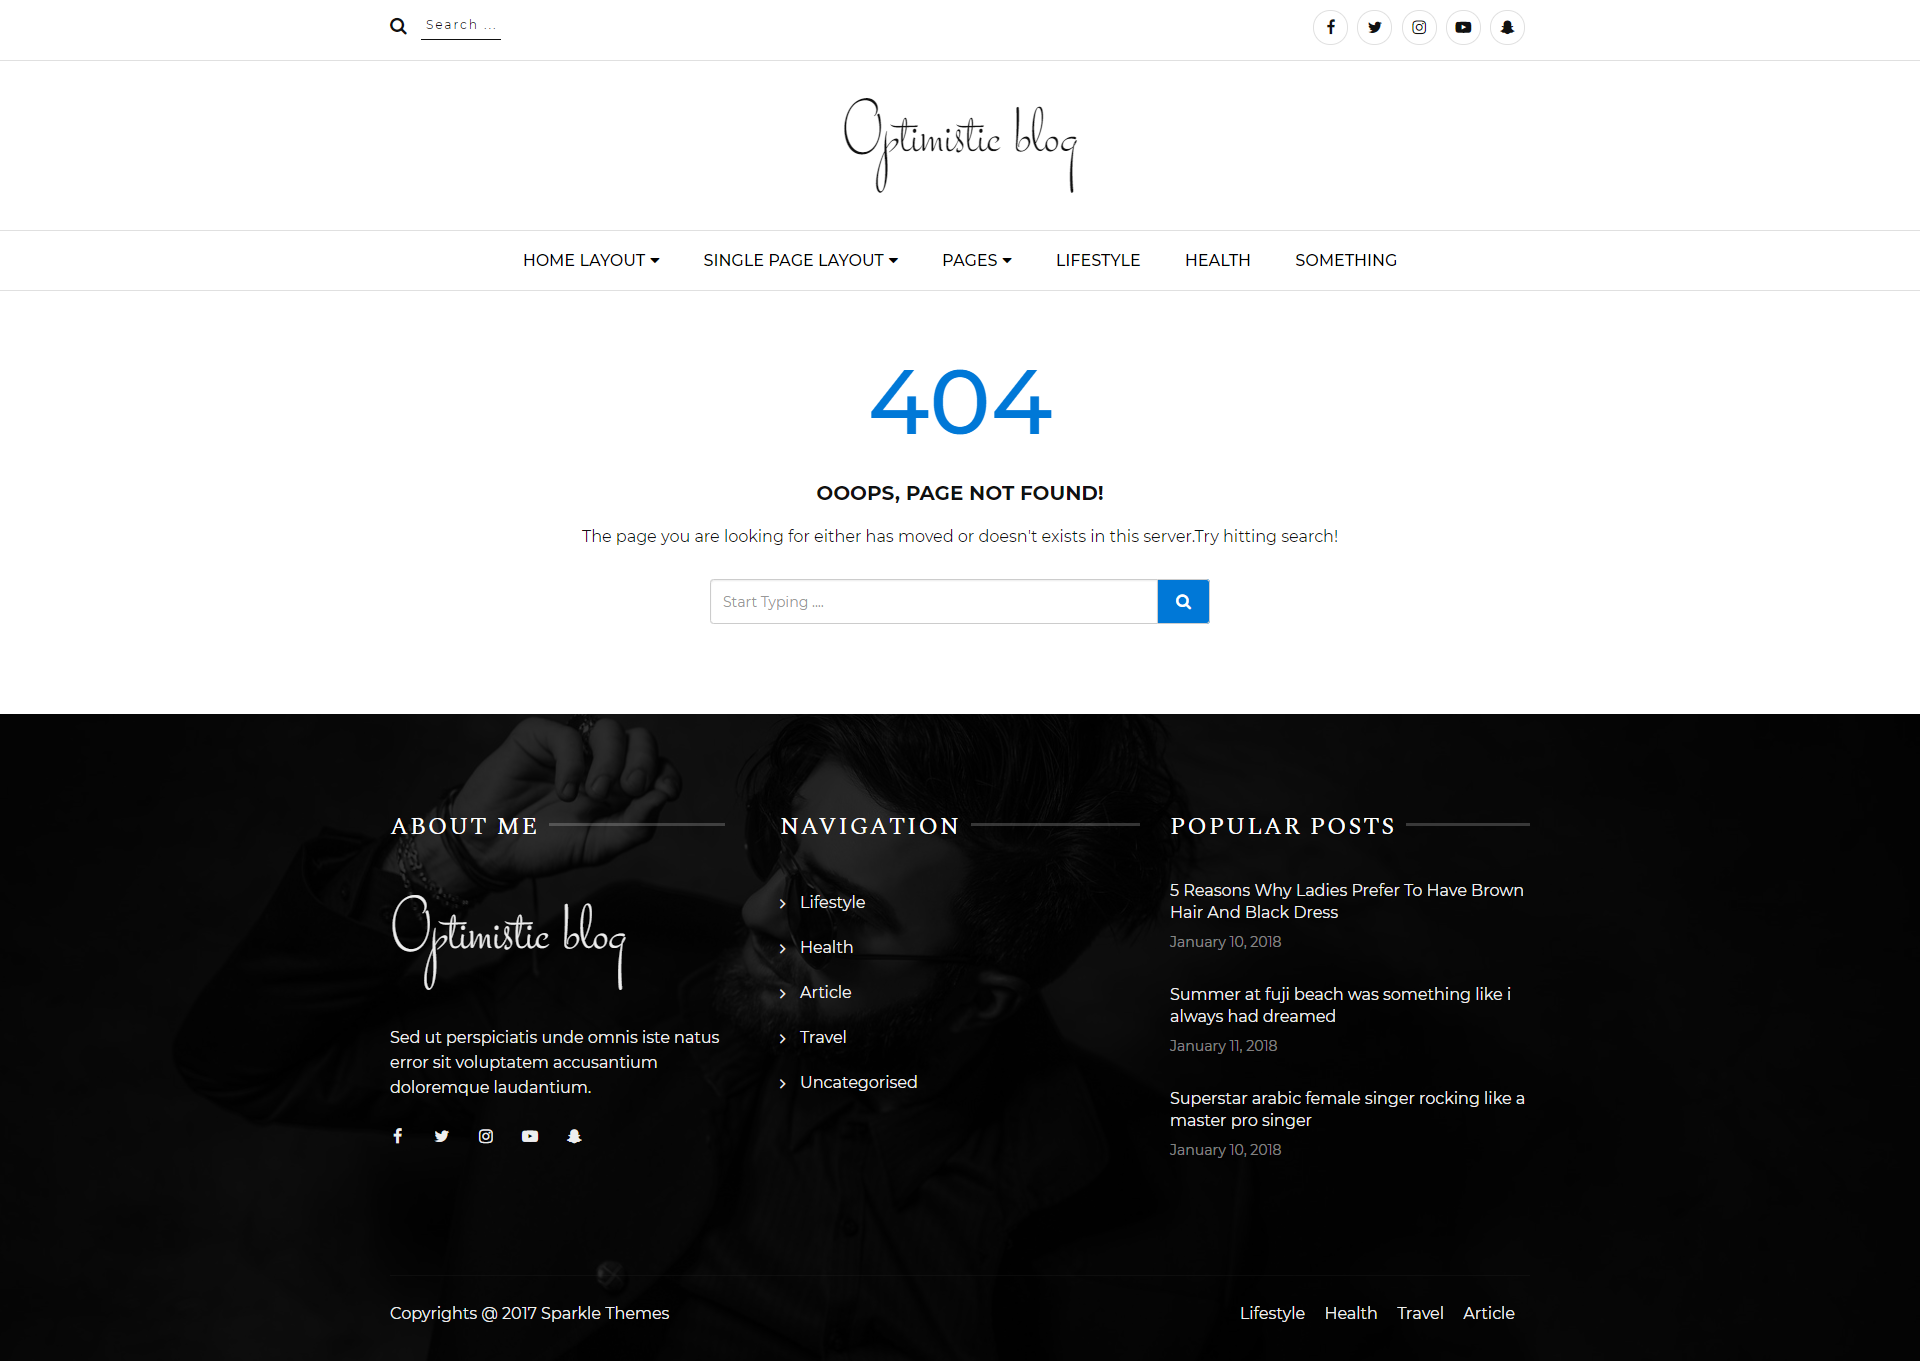 Search ...
Optimistic blog
HOME LAYOUT SINGLE PAGE LAYOUT PAGES LIFESTYLE HEALTH SOMETHING
404
OOOPS, PAGE NOT FOUND!
The page you are looking for either has moved or doesn't exists in this server.Try hitting search!
Start Typing ....
ABOUT ME
Optimistic blog
Sed ut perspiciatis unde omnis iste natus
error sit voluptatem accusantium
doloremque laudantium.
NAVIGATION
Lifestyle
Health
Article
Travel
Uncategorised
POPULAR POSTS
5 Reasons Why Ladies Prefer To Have Brown
Hair And Black Dress
January 10, 2018
Summer at fuji beach was something like i
always had dreamed
January 11, 2018
Superstar arabic female singer rocking like a
master pro singer
January 10, 2018
Copyrights @ 2017 Sparkle Themes
Lifestyle Health Travel Article